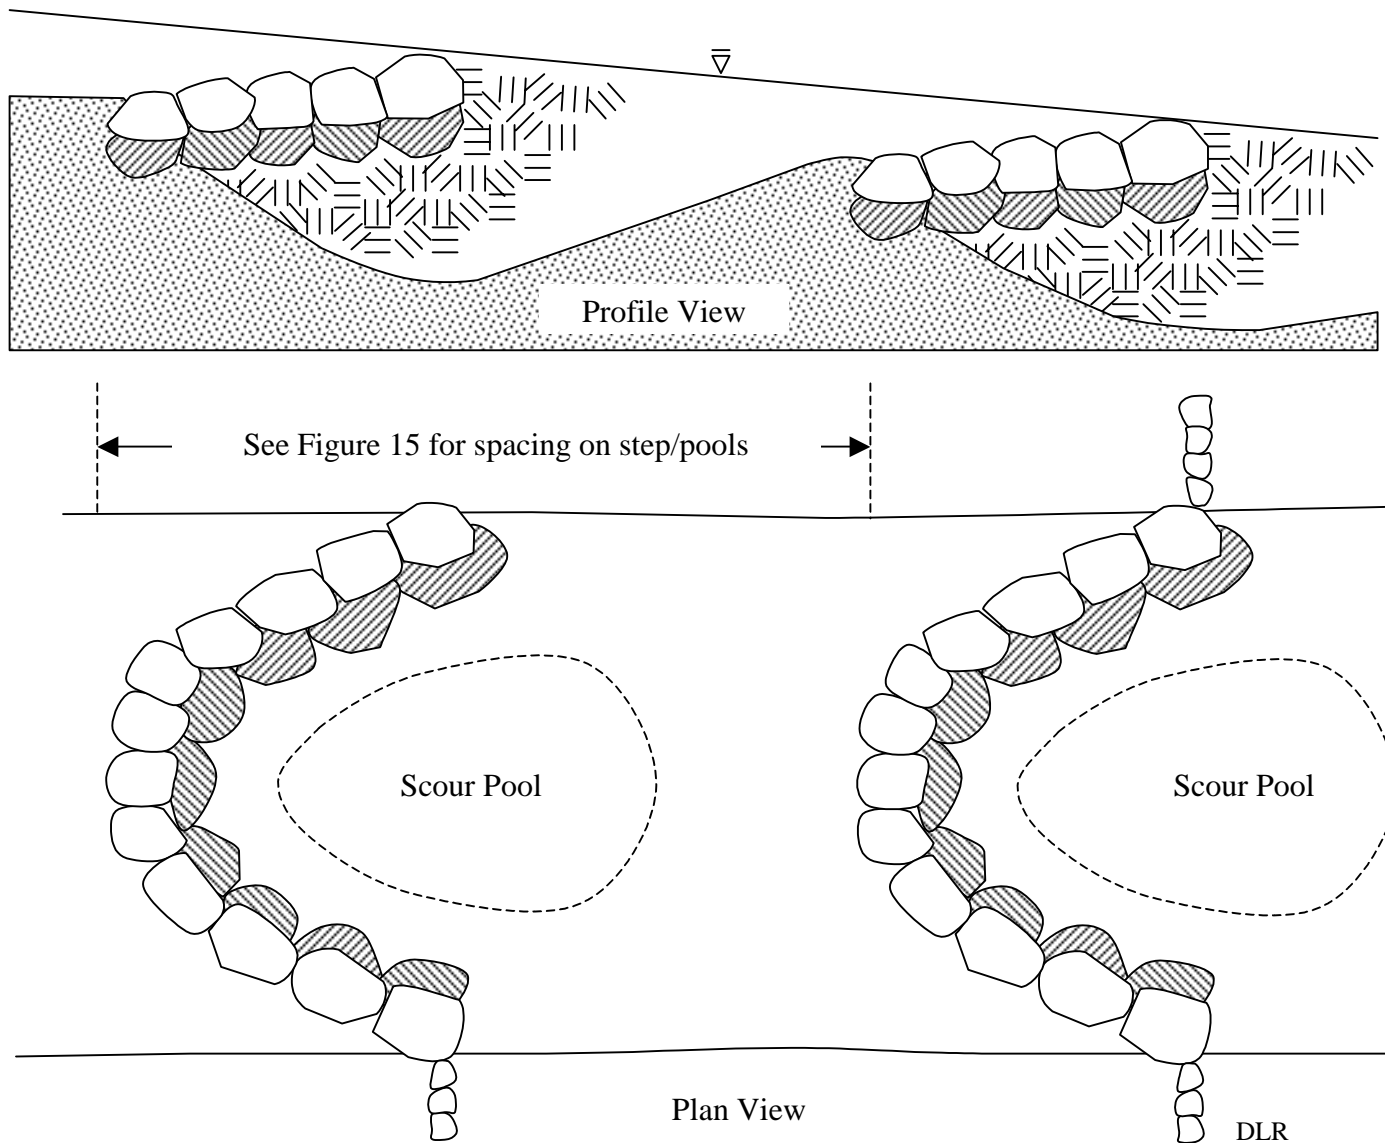 Profile View
See Figure 15 for spacing on step/pools
Scour Pool
Scour Pool
Plan View
DLR